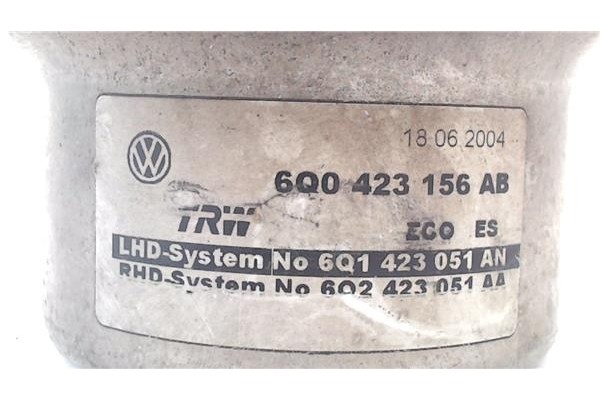 18.06.2004
6Q0 423 156 AB
TRW ECO ES
LHD-System No 6Q1 423 051 AN
RHD-System No 6Q2 423 051 AA